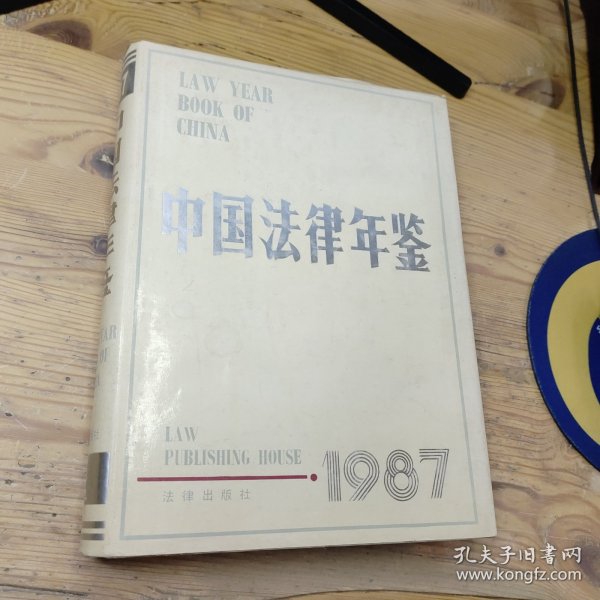 LAW YEAR
BOOK OF
CHINA
中国法律年鉴
LAW
PUBLISHING HOUSE
法律出版社
1987
孔夫子旧书网
www.kongfz.com